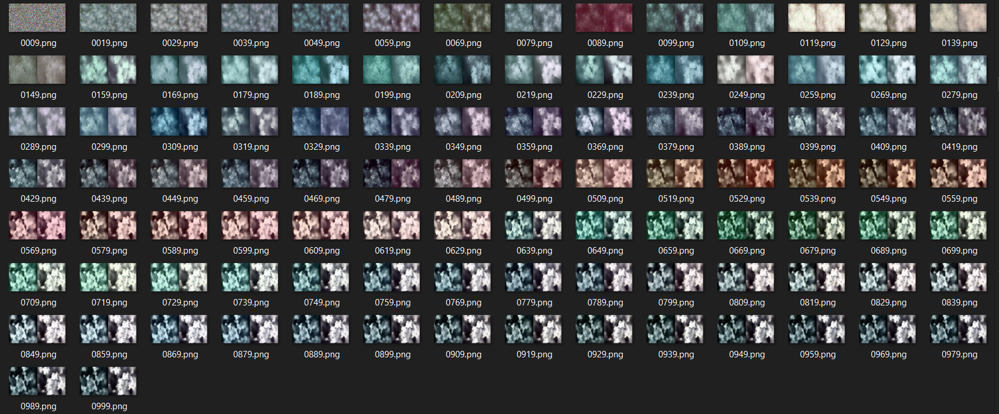 0009.png 0019.png 0029.png 0039.png 0049.png 0059.png 0069.png 0079.png 0089.png 0099.png 0109.png 0119.png 0129.png 0139.png
0149.png 0159.png 0169.png 0179.png 0189.png 0199.png 0209.png 0219.png 0229.png 0239.png 0249.png 0259.png 0269.png 0279.png
0289.png 0299.png 0309.png 0319.png 0329.png 0339.png 0349.png 0359.png 0369.png 0379.png 0389.png 0399.png 0409.png 0419.png
0429.png 0439.png 0449.png 0459.png 0469.png 0479.png 0489.png 0499.png 0509.png 0519.png 0529.png 0539.png 0549.png 0559.png
0569.png 0579.png 0589.png 0599.png 0609.png 0619.png 0629.png 0639.png 0649.png 0659.png 0669.png 0679.png 0689.png 0699.png
0709.png 0719.png 0729.png 0739.png 0749.png 0759.png 0769.png 0779.png 0789.png 0799.png 0809.png 0819.png 0829.png 0839.png
0849.png 0859.png 0869.png 0879.png 0889.png 0899.png 0909.png 0919.png 0929.png 0939.png 0949.png 0959.png 0969.png 0979.png
0989.png 0999.png